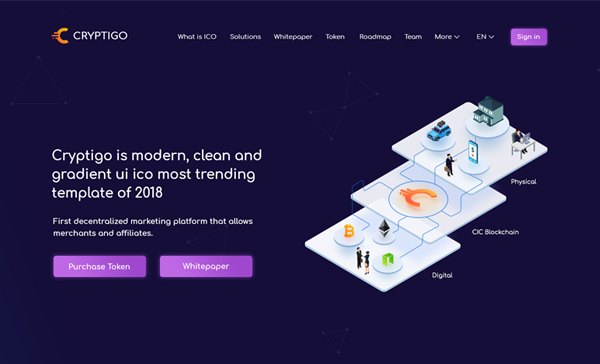 CRYPTIGO
What is ICO
Solutions
Whitepaper
Token
Roadmap
Team
More
EN
Sign in
Cryptigo is modern, clean and
gradient ui ico most trending
template of 2018
First decentralized marketing platform that allows
merchants and affiliates.
Purchase Token
Whitepaper
Physical
CIC Blockchain
Digital